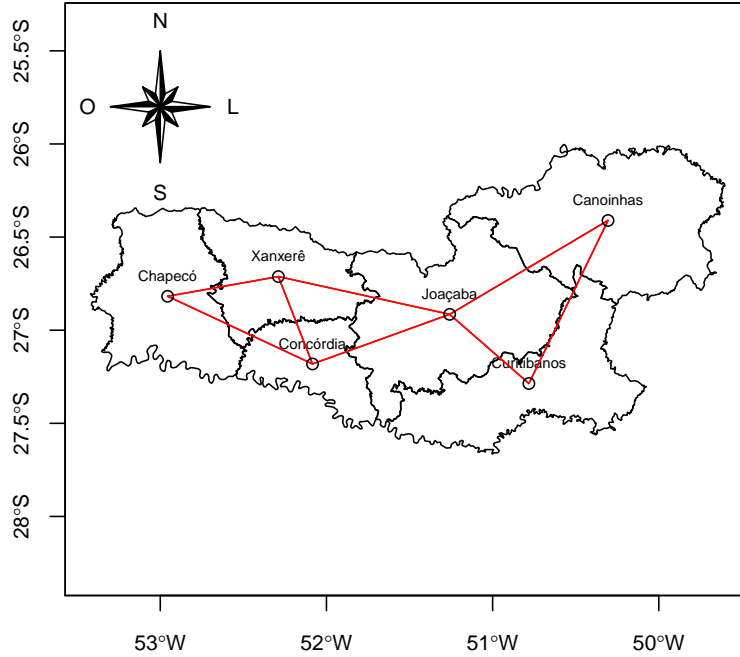 N
O
L
S
Canoinhas
Xanxerê
Chapecó
Joaçaba
Concórdia
Curitibanos
25.5°S
26°S
26.5°S
27°S
27.5°S
28°S
53°W
52°W
51°W
50°W